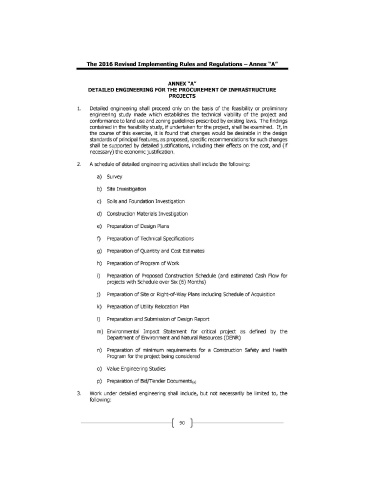 The 2016 Revised Implementing Rules and Regulations – Annex "A"
ANNEX "A"
DETAILED ENGINEERING FOR THE PROCUREMENT OF INFRASTRUCTURE
PROJECTS
1. Detailed engineering shall proceed only on the basis of the feasibility or preliminary
engineering study made which establishes the technical viability of the project and
conformance to land use and zoning guidelines prescribed by existing laws. The findings
contained in the feasibility study, if undertaken for the project, shall be examined. If, in
the course of this exercise, it is found that changes would be desirable in the design
standards of principal features, as proposed, specific recommendations for such changes
shall be supported by detailed justifications, including their effects on the cost, and (if
necessary) the economic justification.
2. A schedule of detailed engineering activities shall include the following:
a) Survey
b) Site Investigation
c) Soils and Foundation Investigation
d) Construction Materials Investigation
e) Preparation of Design Plans
f) Preparation of Technical Specifications
g) Preparation of Quantity and Cost Estimates
h) Preparation of Program of Work
i) Preparation of Proposed Construction Schedule (and estimated Cash Flow for
projects with Schedule over Six (6) Months)
j) Preparation of Site or Right-of-Way Plans including Schedule of Acquisition
k) Preparation of Utility Relocation Plan
l) Preparation and Submission of Design Report
m) Environmental Impact Statement for critical project as defined by the
Department of Environment and Natural Resources (DENR)
n) Preparation of minimum requirements for a Construction Safety and Health
Program for the project being considered
o) Value Engineering Studies
p) Preparation of Bid/Tender Documents
3. Work under detailed engineering shall include, but not necessarily be limited to, the
following:
90